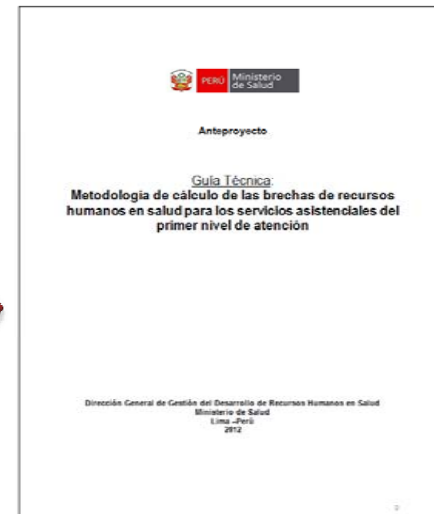 PERÚ
Ministerio
de Salud
Anteproyecto
Guía Técnica:
Metodología de cálculo de las brechas de recursos
humanos en salud para los servicios asistenciales del
primer nivel de atención
Dirección General de Gestión del Desarrollo de Recursos Humanos en Salud
Ministerio de Salud
Lima –Perú
2012